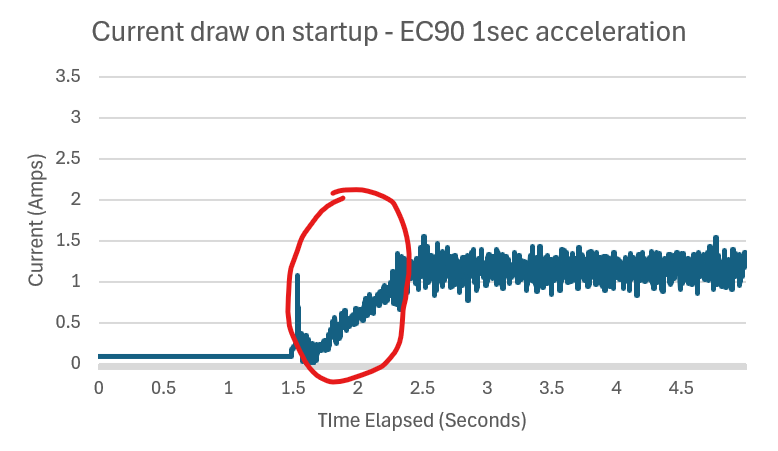 Current draw on startup - EC90 1sec acceleration
3.5
3
2.5
2
1.5
1
0.5
0
Current (Amps)
0 0.5 1 1.5 2 2.5 3 3.5 4 4.5
TIme Elapsed (Seconds)